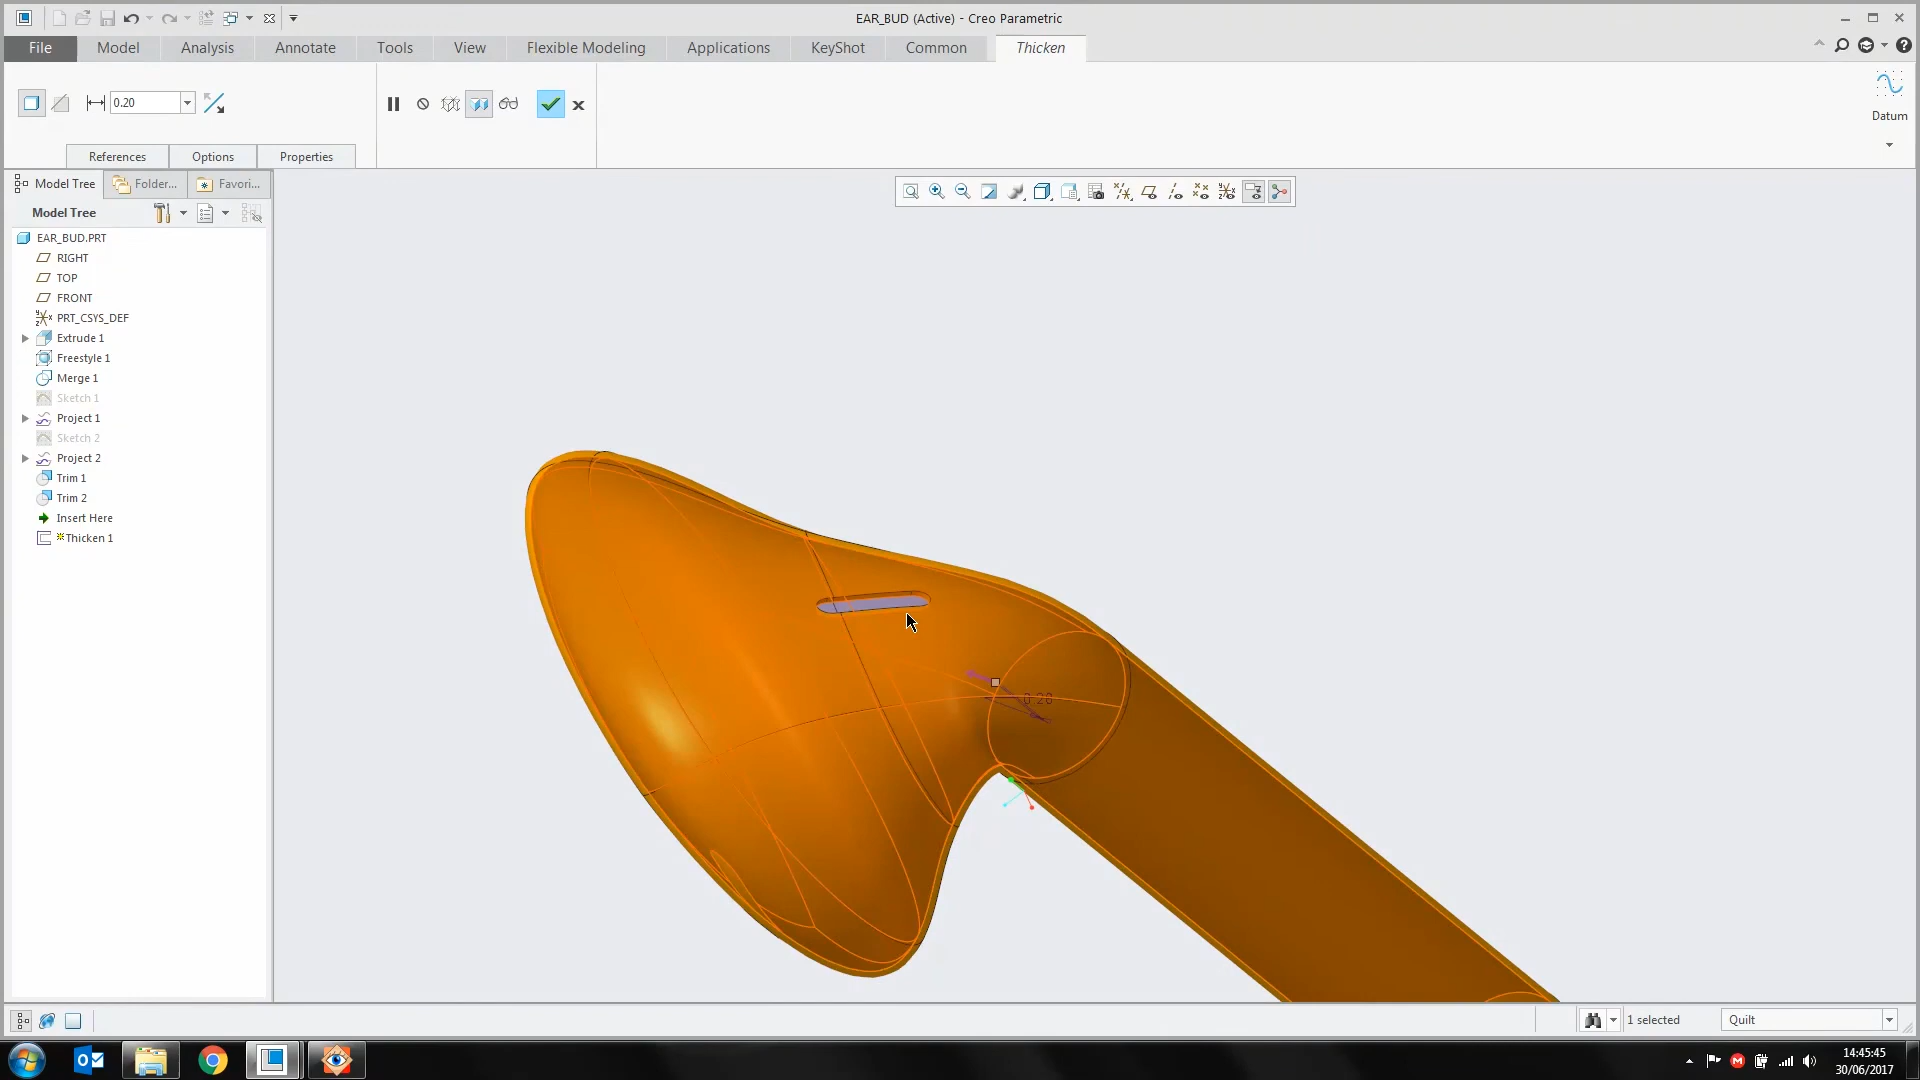 EAR_BUD (Active) - Creo Parametric
File Model Analysis Annotate Tools View Flexible Modeling Applications KeyShot Common Thicken
0.20
Datum
References Options Properties
Model Tree Folder... Favori...
Model Tree
EAR_BUD.PRT
RIGHT
TOP
FRONT
PRT_CSYS_DEF
Extrude 1
Freestyle 1
Merge 1
Sketch 1
Project 1
Sketch 2
Project 2
Trim 1
Trim 2
Insert Here
Thicken 1
0.20
1 selected Quilt
14:45:45
30/06/2017